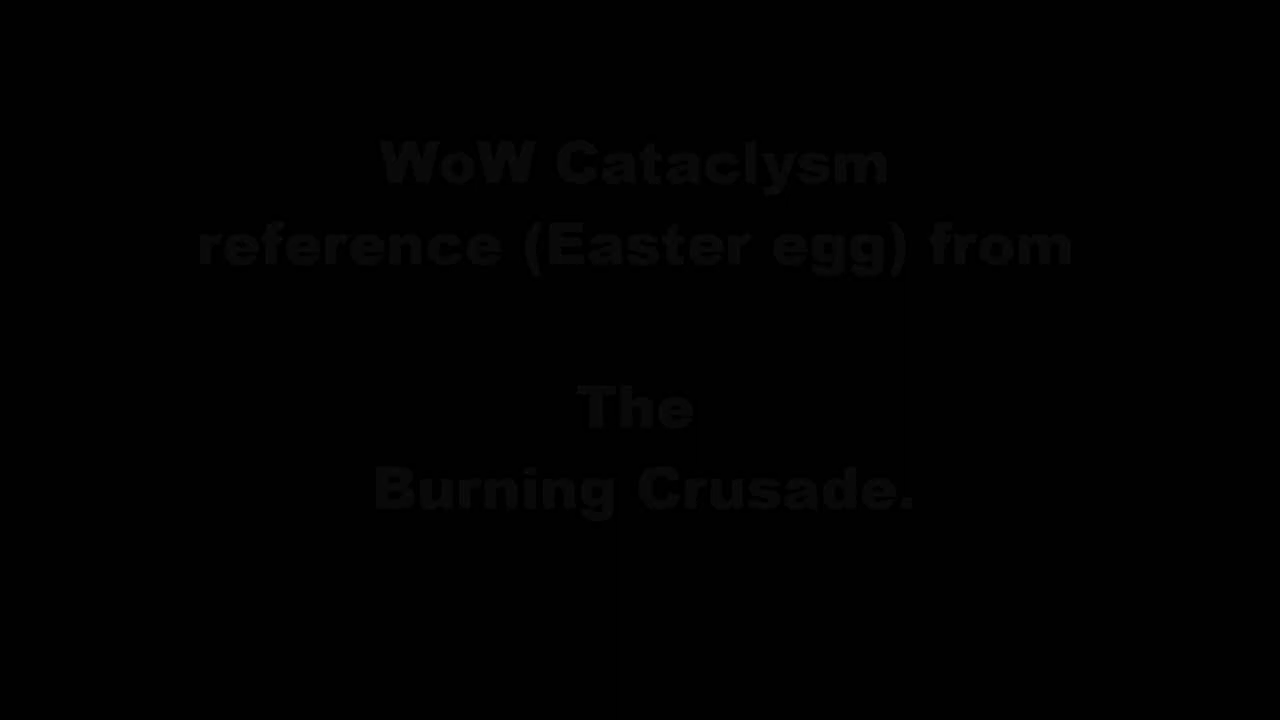 WoW Cataclysm
reference (Easter egg) from
The
Burning Crusade.